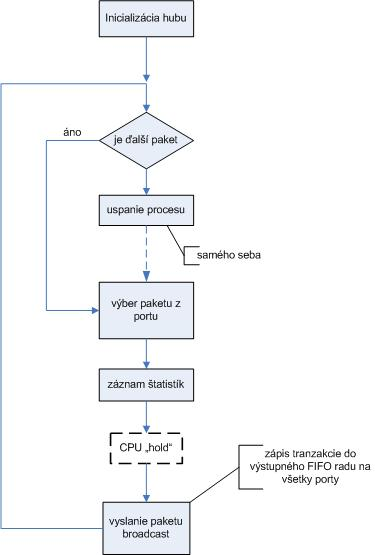 Inicializácia hubu
áno
je ďalší paket
uspanie procesu
samého seba
výber paketu z
portu
záznam štatistík
CPU „hold“
zápis tranzakcie do
výstupného FIFO radu na
všetky porty
vyslanie paketu
broadcast